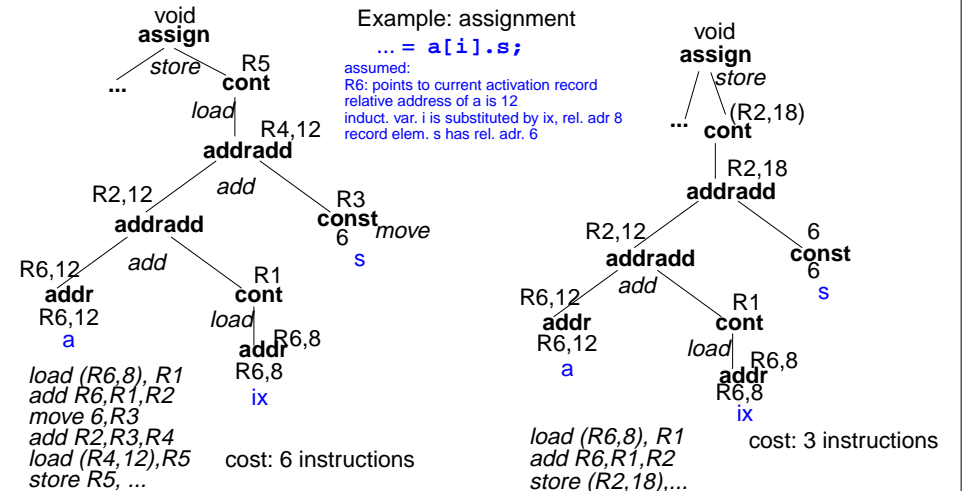 Example: assignment
... = a[i].s;
assumed:
R6: points to current activation record
relative address of a is 12
induct. var. i is substituted by ix, rel. adr 8
record elem. s has rel. adr. 6
void
assign
store
...
R5
cont
load
R4,12
addradd
add
R2,12
addradd
add
R3
const
6
move
s
R6,12
addr
R6,12
a
R1
cont
load
R6,8
addr
R6,8
ix
load (R6,8), R1
add R6,R1,R2
move 6,R3
add R2,R3,R4
load (R4,12),R5
store R5, ...
cost: 6 instructions
void
assign
store
...
(R2,18)
cont
R2,18
addradd
R2,12
addradd
add
6
const
6
s
R6,12
addr
R6,12
a
R1
cont
load
R6,8
addr
R6,8
ix
load (R6,8), R1
add R6,R1,R2
store (R2,18),...
cost: 3 instructions